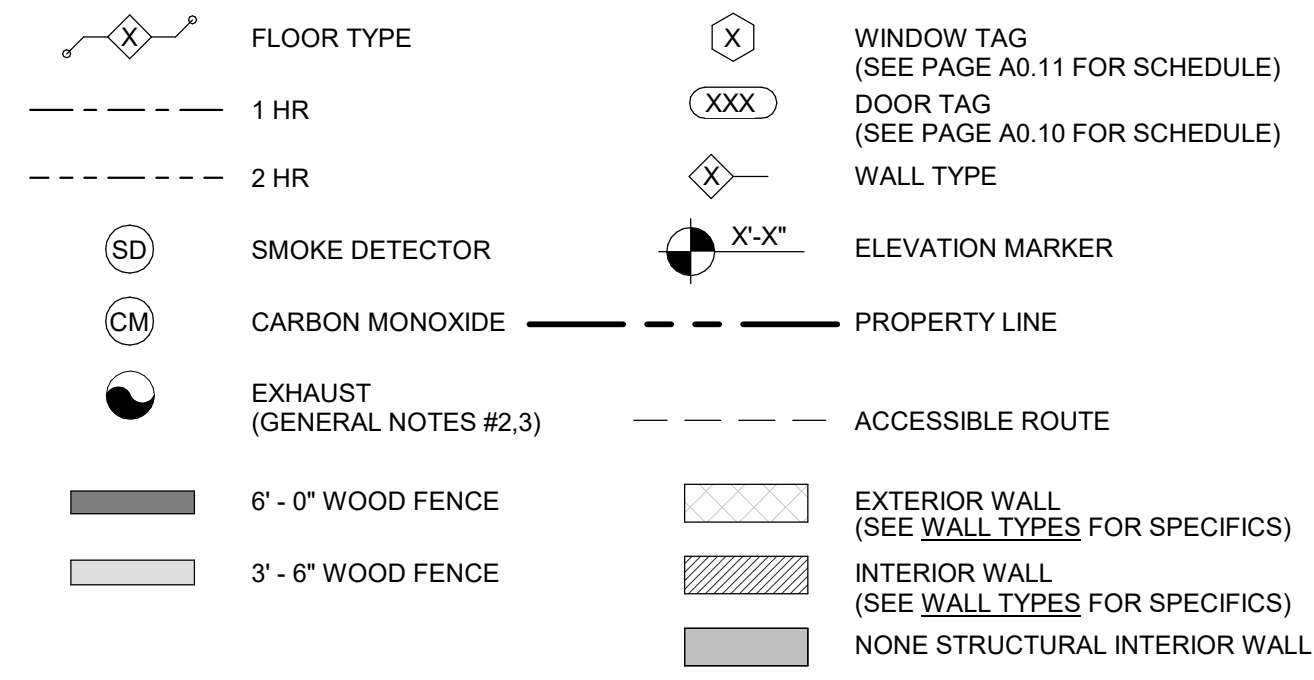 X FLOOR TYPE
1 HR
2 HR
SD SMOKE DETECTOR
CM CARBON MONOXIDE
EXHAUST
(GENERAL NOTES #2,3)
6' - 0" WOOD FENCE
3' - 6" WOOD FENCE
X WINDOW TAG
(SEE PAGE A0.11 FOR SCHEDULE)
XXX DOOR TAG
(SEE PAGE A0.10 FOR SCHEDULE)
X WALL TYPE
X'-X" ELEVATION MARKER
PROPERTY LINE
ACCESSIBLE ROUTE
EXTERIOR WALL
(SEE WALL TYPES FOR SPECIFICS)
INTERIOR WALL
(SEE WALL TYPES FOR SPECIFICS)
NONE STRUCTURAL INTERIOR WALL